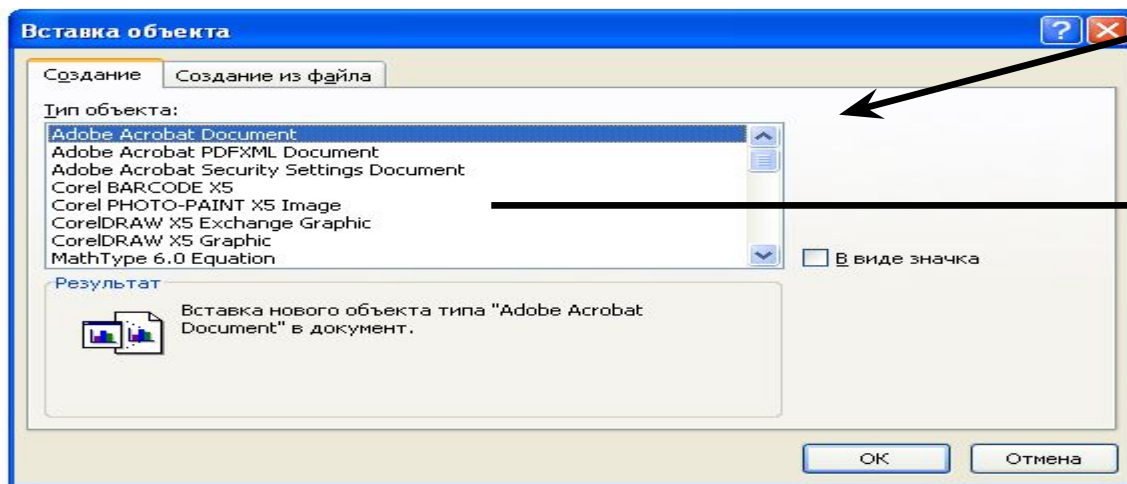 Вставка объекта
Создание
Создание из файла
Тип объекта:
Adobe Acrobat Document
Adobe Acrobat PDFXML Document
Adobe Acrobat Security Settings Document
Corel BARCODE X5
Corel PHOTO-PAINT X5 Image
CorelDRAW X5 Exchange Graphic
CorelDRAW X5 Graphic
MathType 6.0 Equation
В виде значка
Результат
Вставка нового объекта типа "Adobe Acrobat
Document" в документ.
ОК
Отмена